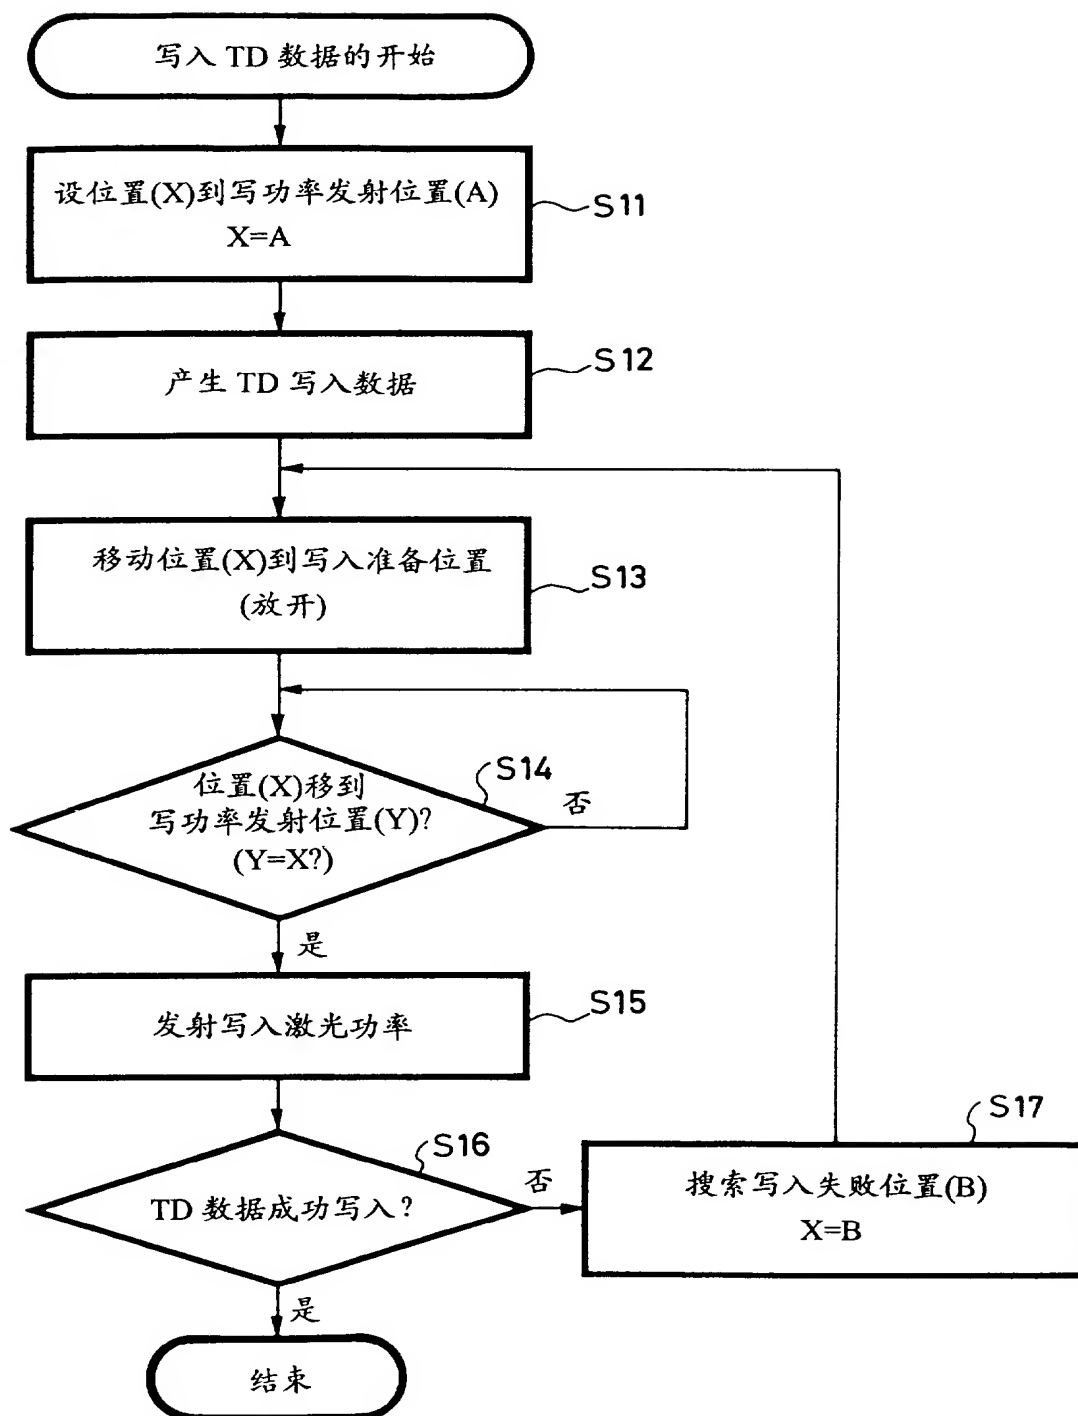 写入 TD 数据的开始
设位置(X)到写功率发射位置(A)
X=A
S11
产生 TD 写入数据
S12
移动位置(X)到写入准备位置
(放开)
S13
位置(X)移到
写功率发射位置(Y)?
(Y=X?)
S14
否
是
发射写入激光功率
S15
TD 数据成功写入?
S16
否
搜索写入失败位置(B)
X=B
S17
是
结束